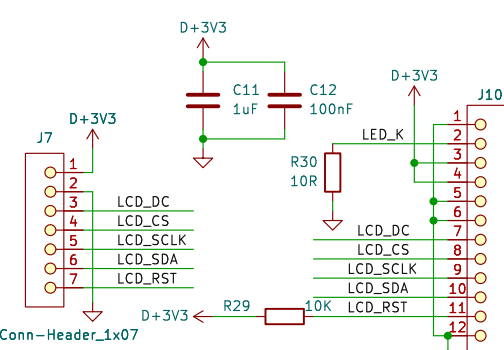 D+3V3
C11
1uF
C12
100nF
D+3V3
J10
D+3V3
J7
LED_K
R30
10R
1
2
3
4
5
6
7
LCD_DC
LCD_CS
LCD_SCLK
LCD_SDA
LCD_RST
Conn-Header_1x07
1
2
3
4
5
6
7
8
9
10
11
12
LCD_DC
LCD_CS
LCD_SCLK
LCD_SDA
LCD_RST
D+3V3
R29
10K